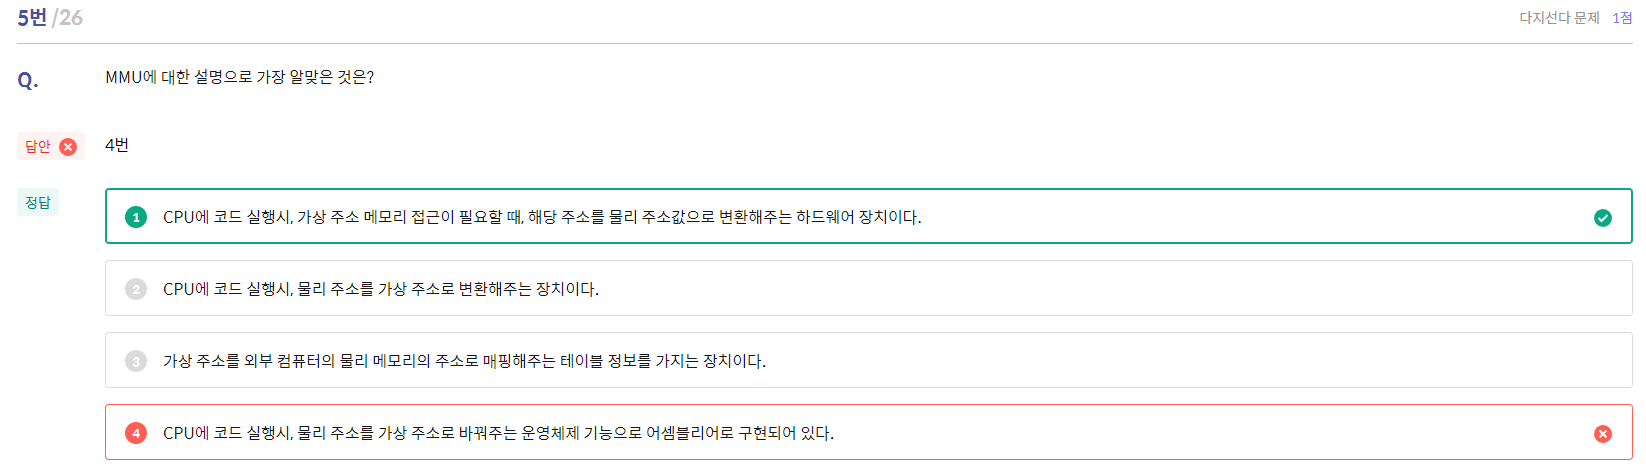 5번 /26
다지선다 문제 1점
Q. MMU에 대한 설명으로 가장 알맞은 것은?
답안 4번
정답
1 CPU에 코드 실행시, 가상 주소 메모리 접근이 필요할 때, 해당 주소를 물리 주소값으로 변환해주는 하드웨어 장치이다.
2 CPU에 코드 실행시, 물리 주소를 가상 주소로 변환해주는 장치이다.
3 가상 주소를 외부 컴퓨터의 물리 메모리의 주소로 매핑해주는 테이블 정보를 가지는 장치이다.
4 CPU에 코드 실행시, 물리 주소를 가상 주소로 바꿔주는 운영체제 기능으로 어셈블리어로 구현되어 있다.